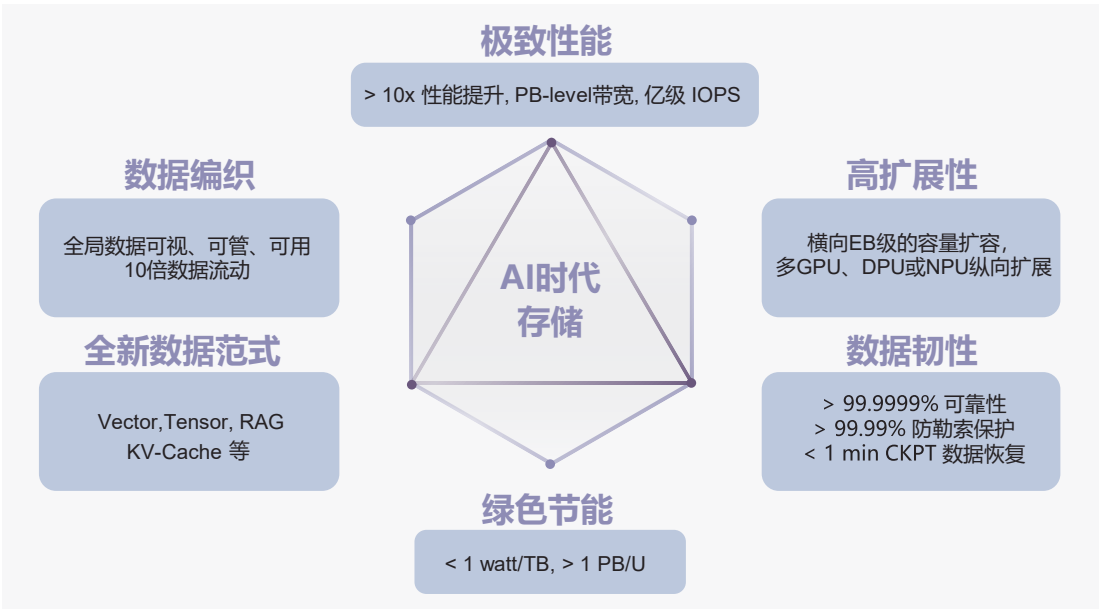 极致性能
> 10x 性能提升, PB-level带宽, 亿级 IOPS
数据编织
全局数据可视、可管、可用
10倍数据流动
高扩展性
横向EB级的容量扩容，
多GPU、DPU或NPU纵向扩展
AI时代
存储
全新数据范式
Vector,Tensor, RAG
KV-Cache 等
数据韧性
> 99.9999% 可靠性
> 99.99% 防勒索保护
< 1 min CKPT 数据恢复
绿色节能
< 1 watt/TB, > 1 PB/U